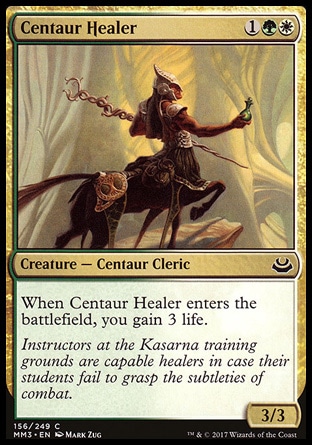 Centaur Healer 1
Creature — Centaur Cleric
When Centaur Healer enters the
battlefield, you gain 3 life.
Instructors at the Kasarna training
grounds are capable healers in case their
students fail to grasp the subtleties of
combat.
3/3
156/249 C
MM3 • EN Mark Zug
™ & © 2017 Wizards of the Coast